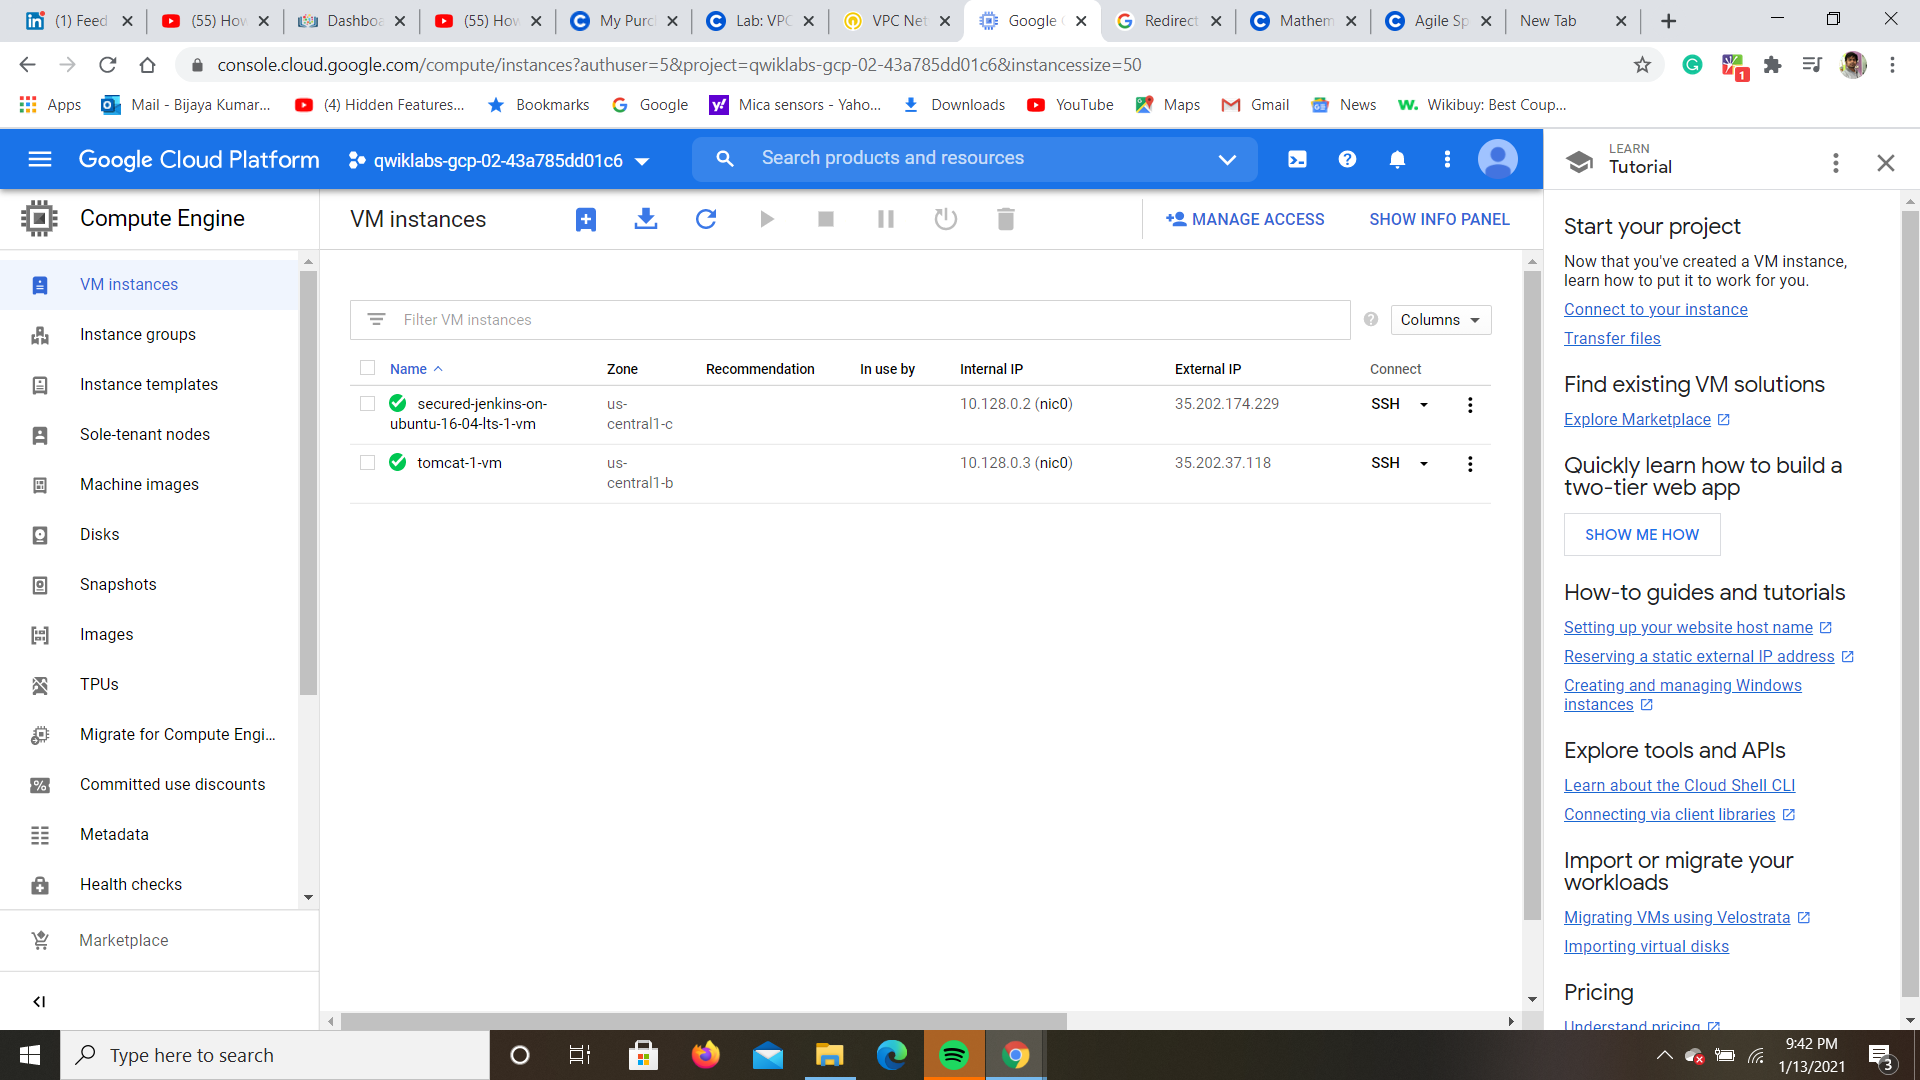 (1) Feed
(55) How
Dashboa
(55) How
My Purc
Lab: VPC
VPC Net
Google C
Redirect
Mathem
Agile Sp
New Tab
console.cloud.google.com/compute/instances?authuser=5&project=qwiklabs-gcp-02-43a785dd01c6&instancessize=50
1
Apps
Mail - Bijaya Kumar...
(4) Hidden Features...
Bookmarks
Google
Mica sensors - Yaho...
Downloads
YouTube
Maps
Gmail
News
Wikibuy: Best Coup...
Google Cloud Platform
qwiklabs-gcp-02-43a785dd01c6
Search products and resources
LEARN
Tutorial
Compute Engine
VM instances
MANAGE ACCESS
SHOW INFO PANEL
VM instances
Instance groups
Instance templates
Sole-tenant nodes
Machine images
Disks
Snapshots
Images
TPUs
Migrate for Compute Engi...
Committed use discounts
Metadata
Health checks
Marketplace
Filter VM instances
Columns
Name Zone Recommendation In use by Internal IP External IP Connect
secured-jenkins-on- us- 10.128.0.2 (nic0) 35.202.174.229 SSH
ubuntu-16-04-lts-1-vm central1-c
tomcat-1-vm us- 10.128.0.3 (nic0) 35.202.37.118 SSH
central1-b
Start your project
Now that you've created a VM instance,
learn how to put it to work for you.
Connect to your instance
Transfer files
Find existing VM solutions
Explore Marketplace
Quickly learn how to build a
two-tier web app
SHOW ME HOW
How-to guides and tutorials
Setting up your website host name
Reserving a static external IP address
Creating and managing Windows
instances
Explore tools and APIs
Learn about the Cloud Shell CLI
Connecting via client libraries
Import or migrate your
workloads
Migrating VMs using Velostrata
Importing virtual disks
Pricing
Understand pricing
Type here to search
9:42 PM
1/13/2021
3